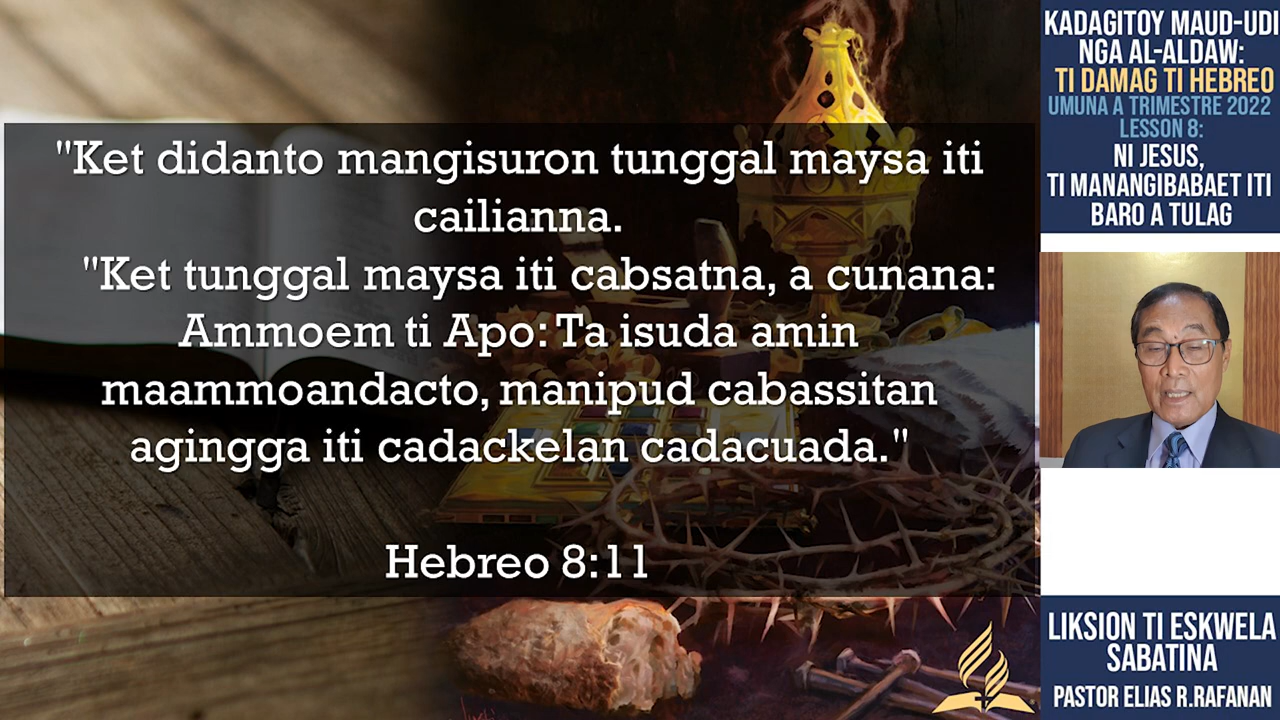 "Ket didanto mangisuron tunggal maysa iti
cailianna.
"Ket tunggal maysa iti cabsatna, a cunana:
Ammoem ti Apo: Ta isuda amin
maammoandacto, manipud cabassitan
agingga iti cadackelan cadacuada."
Hebreo 8:11
KADAGITOY MAUD-UDI
NGA AL-ALDAW:
TI DAMAG TI HEBREO
UMUNA A TRIMESTRE 2022
LESSON 8:
NI JESUS,
TI MANANGIBABAET ITI
BARO A TULAG
LIKSION TI ESKWELA
SABATINA
PASTOR ELIAS R.RAFANAN